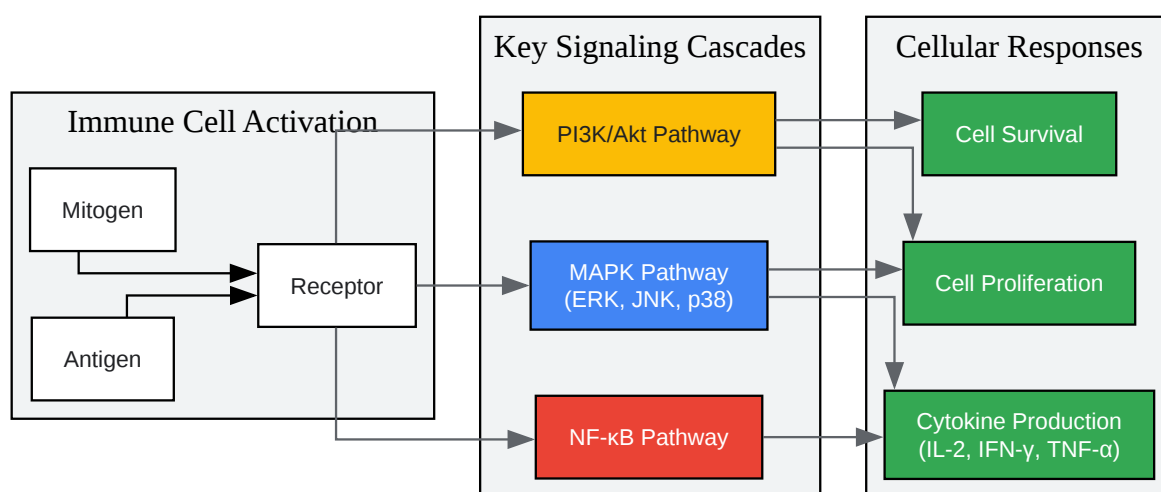 Immune Cell Activation
Mitogen
Antigen
Receptor
Key Signaling Cascades
PI3K/Akt Pathway
MAPK Pathway
(ERK, JNK, p38)
NF-κB Pathway
Cellular Responses
Cell Survival
Cell Proliferation
Cytokine Production
(IL-2, IFN-γ, TNF-α)